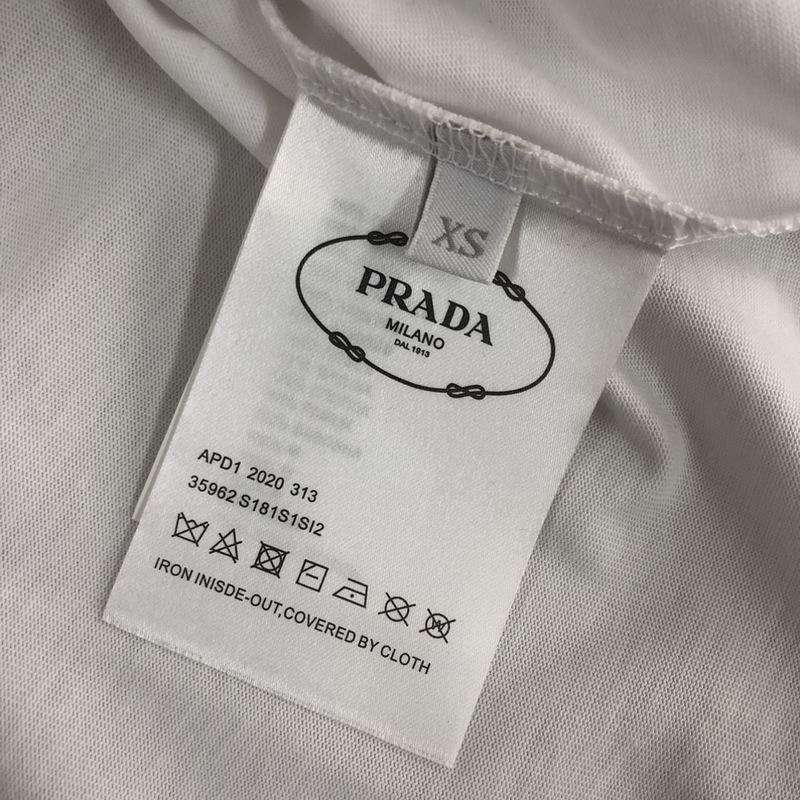 XS
PRADA
MILANO
DAL 1913
APD1 2020 313
35962 S181S1SI2
IRON INISDE-OUT,COVERED BY CLOTH